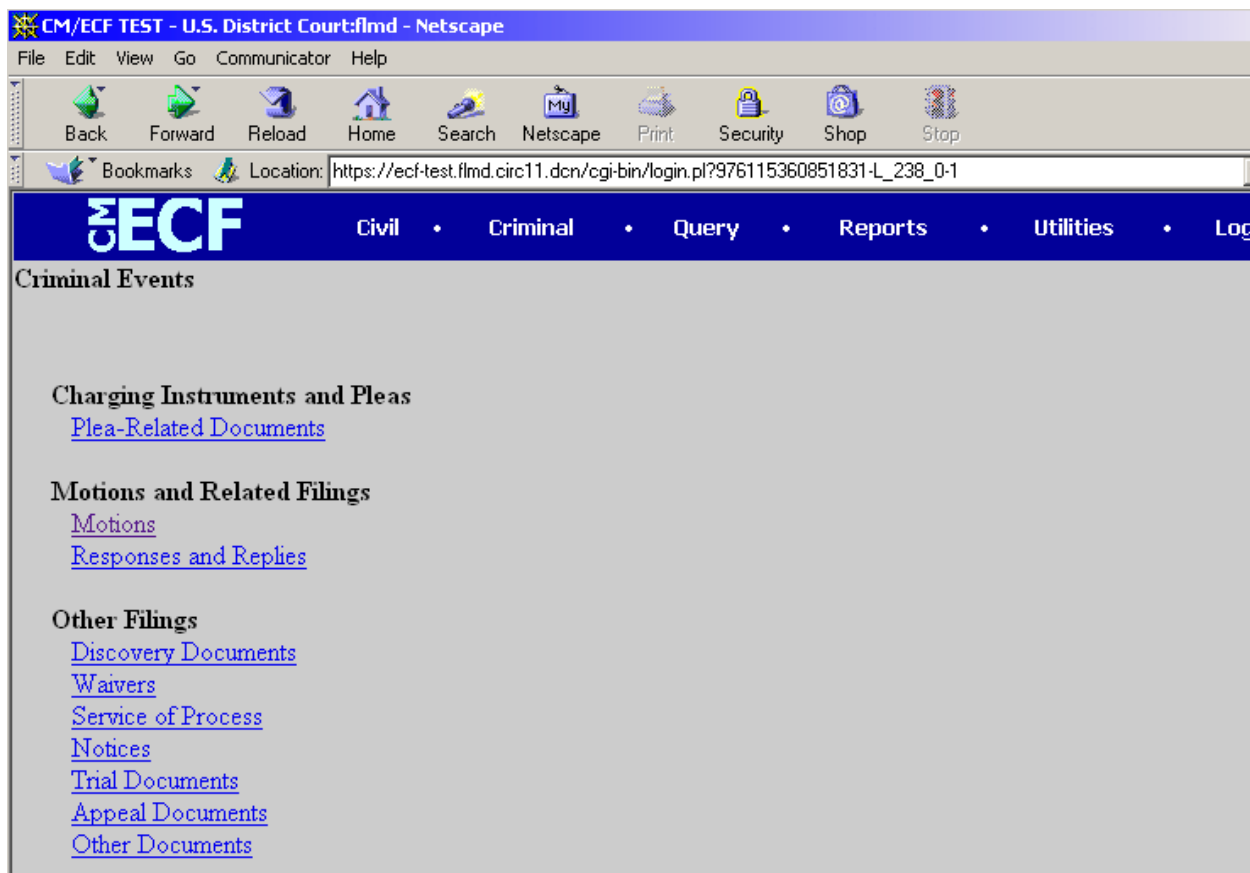 CM/ECF TEST - U.S. District Court:flmd - Netscape
File Edit View Go Communicator Help
My
Back Forward Reload Home Search Netscape Print Security Shop Stop
Bookmarks Location: https://ecf-test.flmd.circ11.dcn/cgi-bin/login.pl?976115360851831-L_238_0-1
CM ECF Civil • Criminal • Query • Reports • Utilities • Log
Criminal Events
Charging Instruments and Pleas
Plea-Related Documents
Motions and Related Filings
Motions
Responses and Replies
Other Filings
Discovery Documents
Waivers
Service of Process
Notices
Trial Documents
Appeal Documents
Other Documents